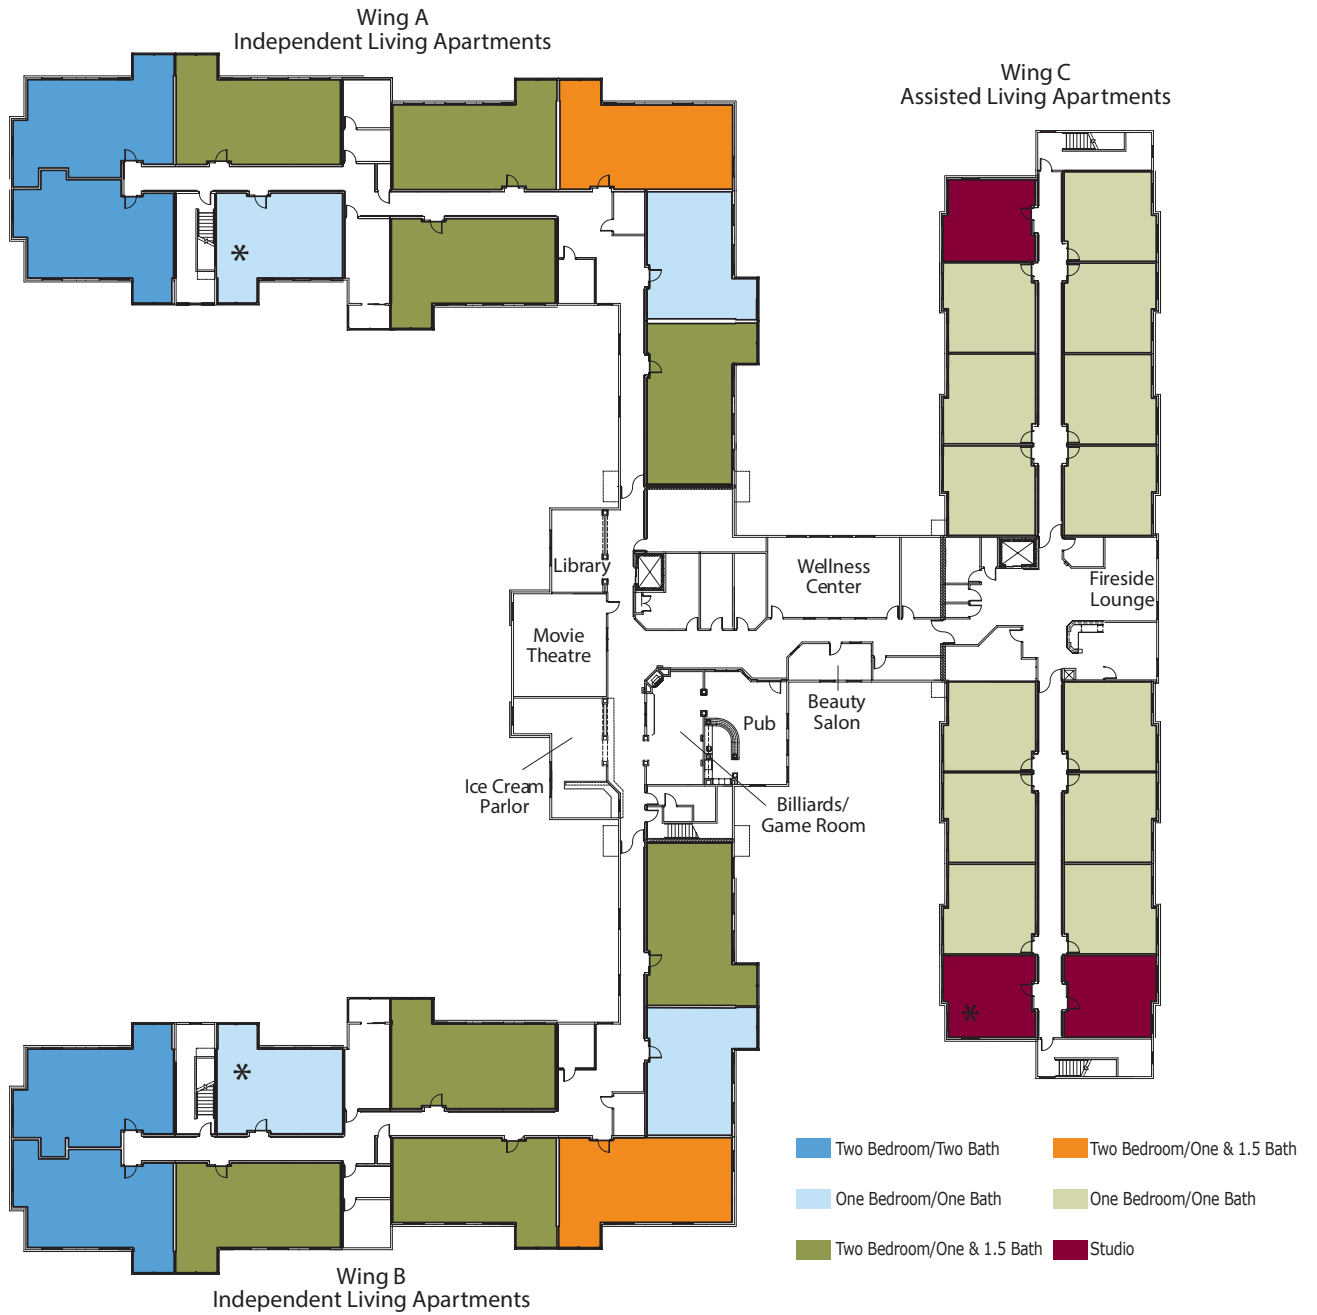 Wing A
Independent Living Apartments
Wing C
Assisted Living Apartments
*
Library
Wellness
Center
Fireside
Lounge
Movie
Theatre
Beauty
Salon
Pub
Ice Cream
Parlor
Billiards/
Game Room
*
*
Two Bedroom/Two Bath
Two Bedroom/One & 1.5 Bath
One Bedroom/One Bath
One Bedroom/One Bath
Two Bedroom/One & 1.5 Bath
Studio
Wing B
Independent Living Apartments